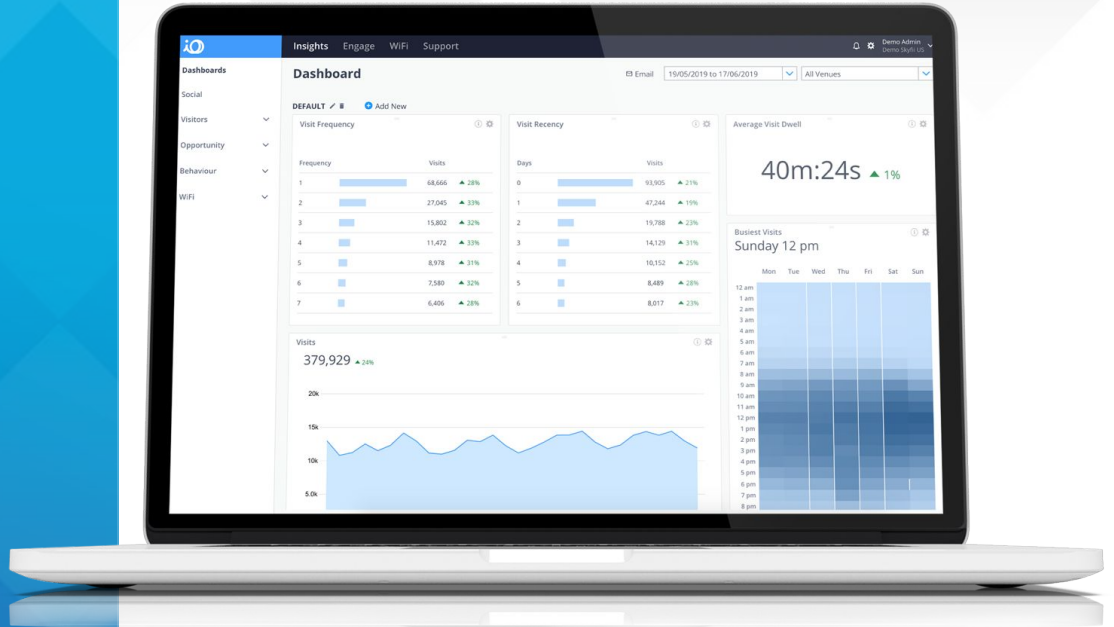 iO
Insights Engage WiFi Support
Demo Admin
Demo Skyfii US
Dashboards
Social
Visitors
Opportunity
Behaviour
WiFi
Dashboard
Email
19/05/2019 to 17/06/2019
All Venues
DEFAULT
Add New
Visit Frequency
Frequency Visits
1 68,666 28%
2 27,045 33%
3 15,802 32%
4 11,472 33%
5 8,978 31%
6 7,580 32%
7 6,406 28%
Visit Recency
Days Visits
0 93,905 21%
1 47,244 19%
2 19,788 23%
3 14,129 31%
4 10,152 25%
5 8,489 28%
6 8,017 23%
Average Visit Dwell
40m:24s 1%
Busiest Visits
Sunday 12 pm
Mon Tue Wed Thu Fri Sat Sun
12 am
1 am
2 am
3 am
4 am
5 am
6 am
7 am
8 am
9 am
10 am
11 am
12 pm
1 pm
2 pm
3 pm
4 pm
5 pm
6 pm
7 pm
8 pm
Visits
379,929 24%
20k
15k
10k
5.0k